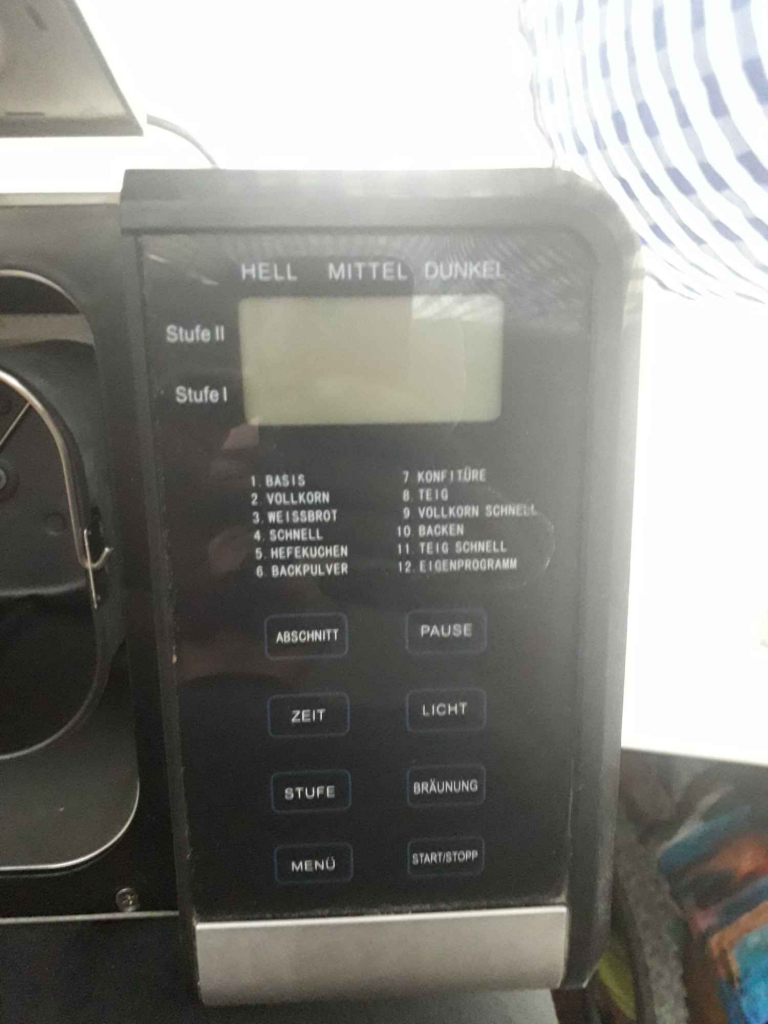 HELL MITTEL DUNKEL
Stufe II
Stufe I
1. BASIS
2. VOLLKORN
3. WEISSBROT
4. SCHNELL
5. HEFEKUCHEN
6. BACKPULVER
7 KONFITÜRE
8. TEIG
9 VOLLKORN SCHNELL
10 BACKEN
11 TEIG SCHNELL
12. EIGENPROGRAMM
ABSCHNITT PAUSE
ZEIT LICHT
STUFE BRÄUNUNG
MENÜ START/STOPP